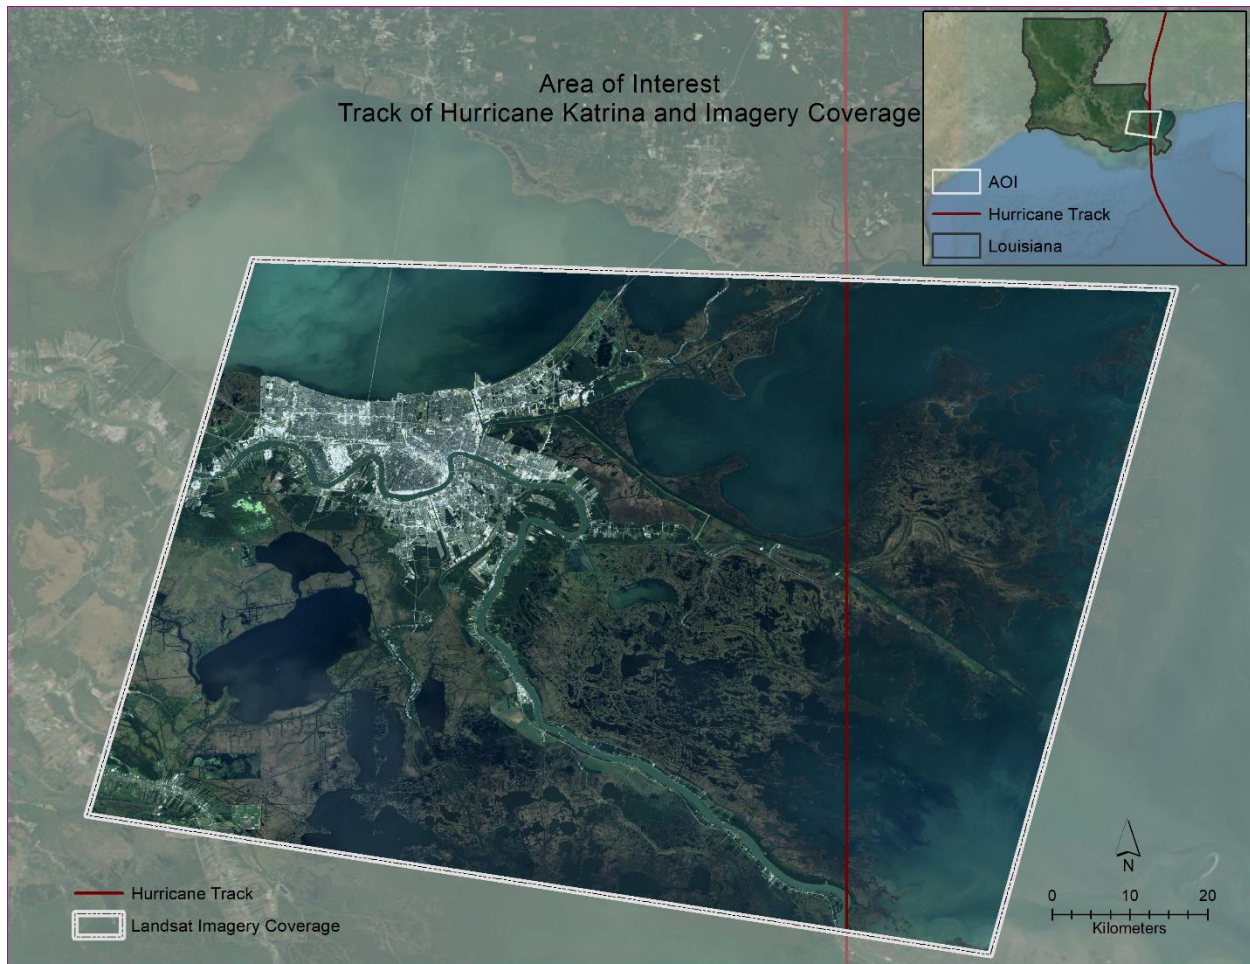 Area of Interest
Track of Hurricane Katrina and Imagery Coverage
AOI
Hurricane Track
Louisiana
N
0 10 20
Kilometers
Hurricane Track
Landsat Imagery Coverage